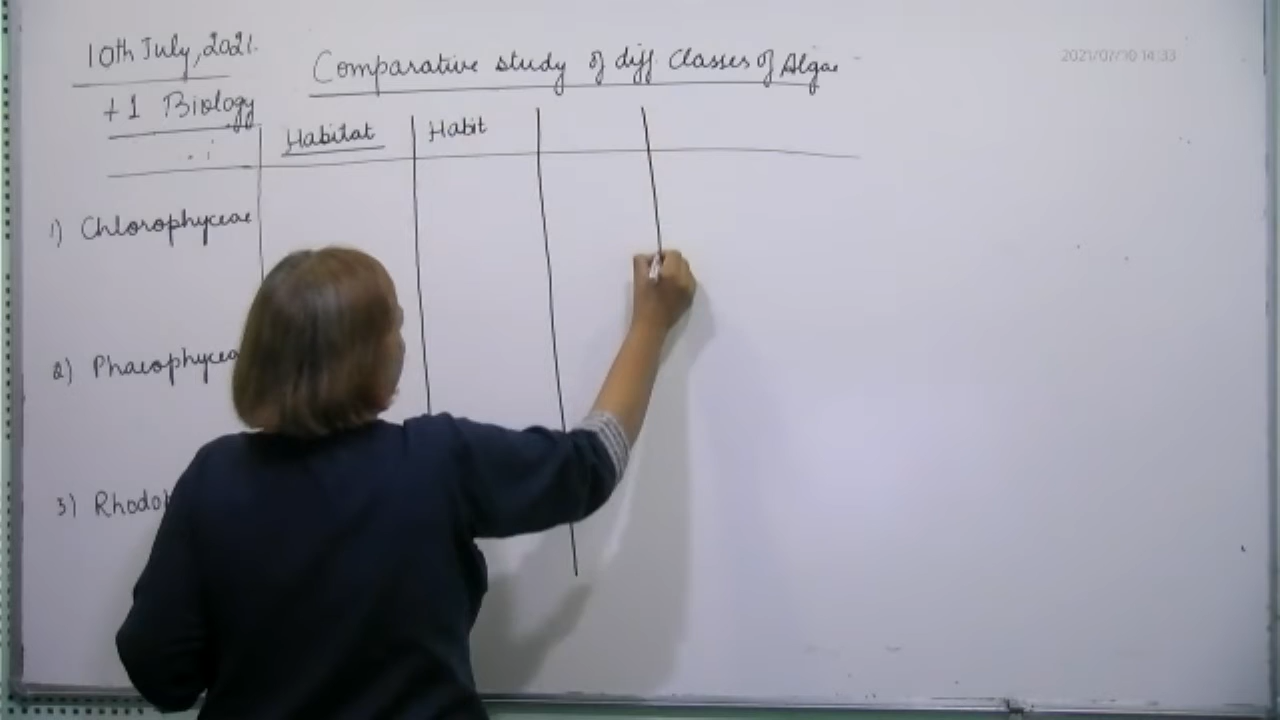 10th July, 2021.
Comparative study of diff. Classes of Algae
2021/07/10 14:33
+1 Biology
Habitat
Habit
1) Chlorophyceae
2) Phaeophycea
3) Rhodop